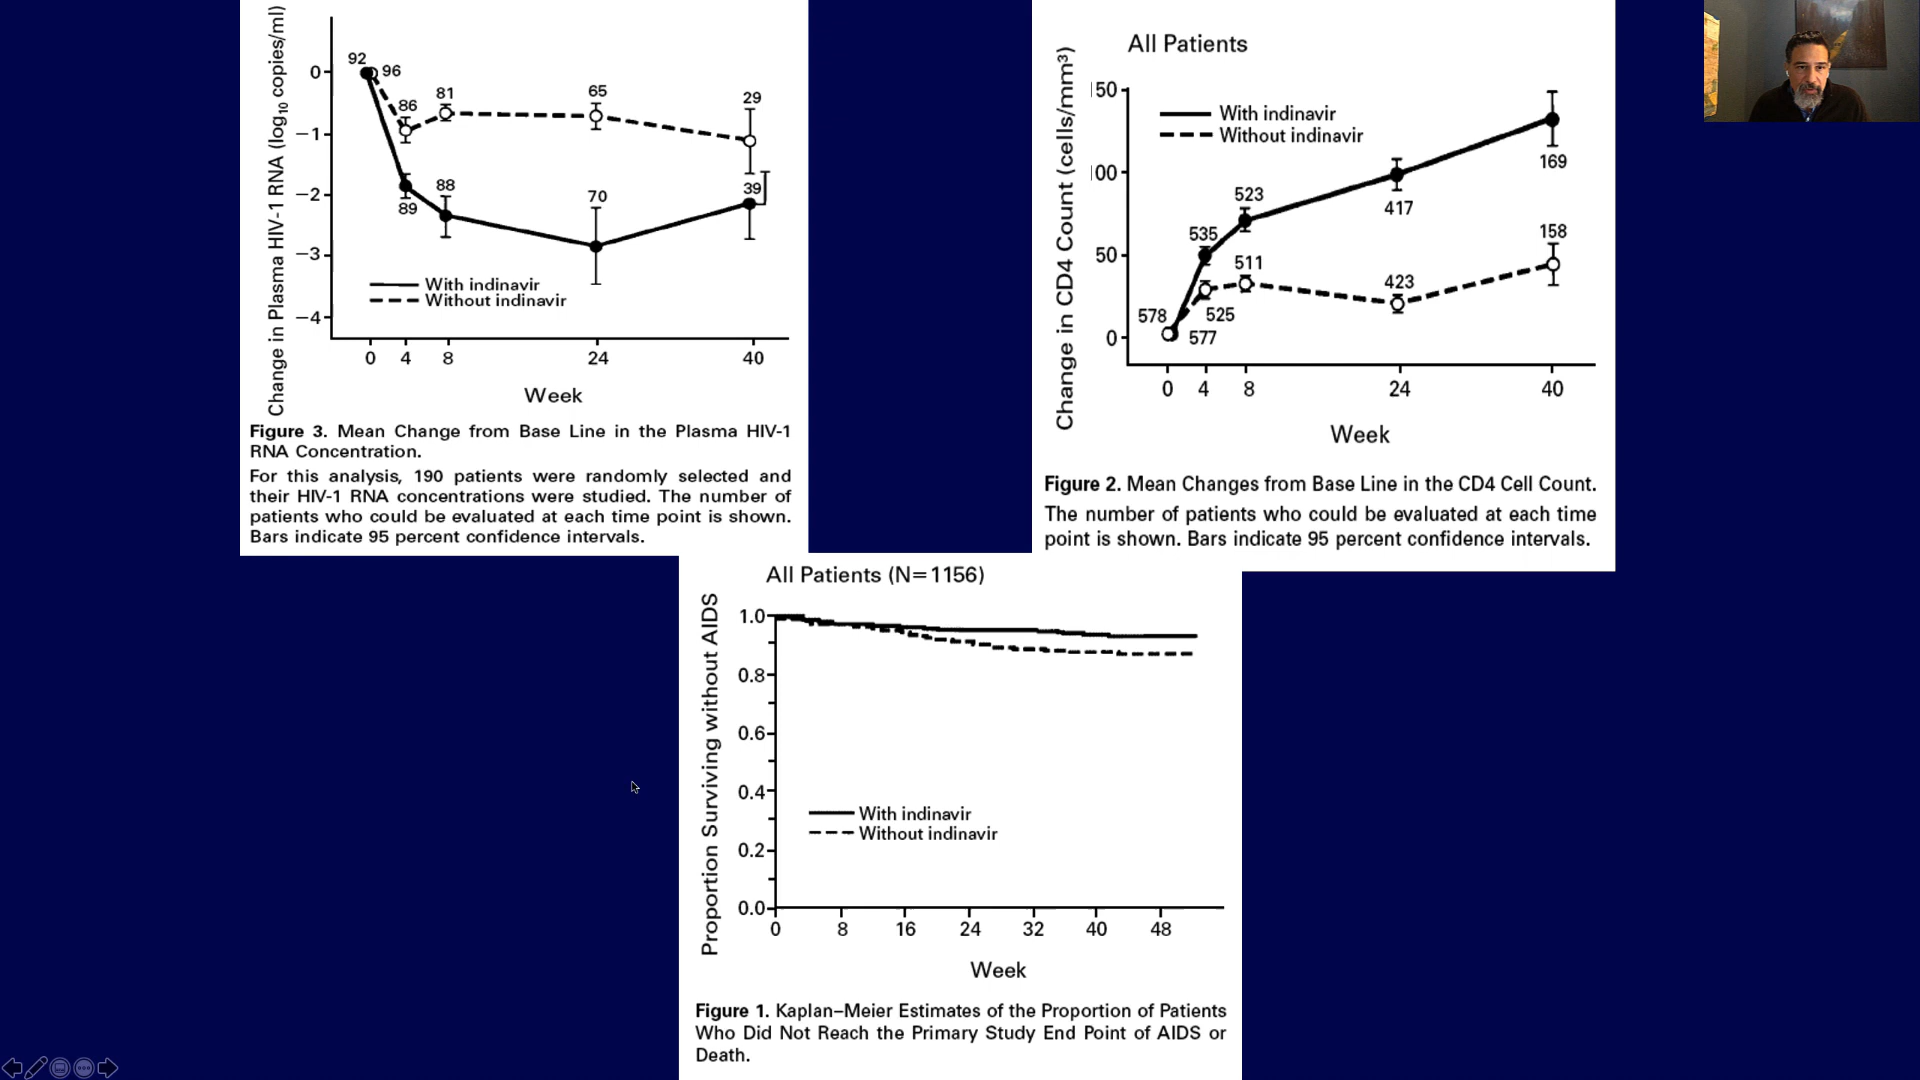 Change in Plasma HIV-1 RNA (log10 copies/ml)
0
−1
−2
−3
−4
92
96
86
81
65
29
89
88
70
39
With indinavir
Without indinavir
0 4 8 24 40
Week
Figure 3. Mean Change from Base Line in the Plasma HIV-1
RNA Concentration.
For this analysis, 190 patients were randomly selected and
their HIV-1 RNA concentrations were studied. The number of
patients who could be evaluated at each time point is shown.
Bars indicate 95 percent confidence intervals.
All Patients
Change in CD4 Count (cells/mm³)
150
100
50
0
With indinavir
Without indinavir
578
577
535
525
523
511
417
423
169
158
0 4 8 24 40
Week
Figure 2. Mean Changes from Base Line in the CD4 Cell Count.
The number of patients who could be evaluated at each time
point is shown. Bars indicate 95 percent confidence intervals.
All Patients (N=1156)
Proportion Surviving without AIDS
1.0
0.8
0.6
0.4
0.2
0.0
With indinavir
Without indinavir
0 8 16 24 32 40 48
Week
Figure 1. Kaplan–Meier Estimates of the Proportion of Patients
Who Did Not Reach the Primary Study End Point of AIDS or
Death.